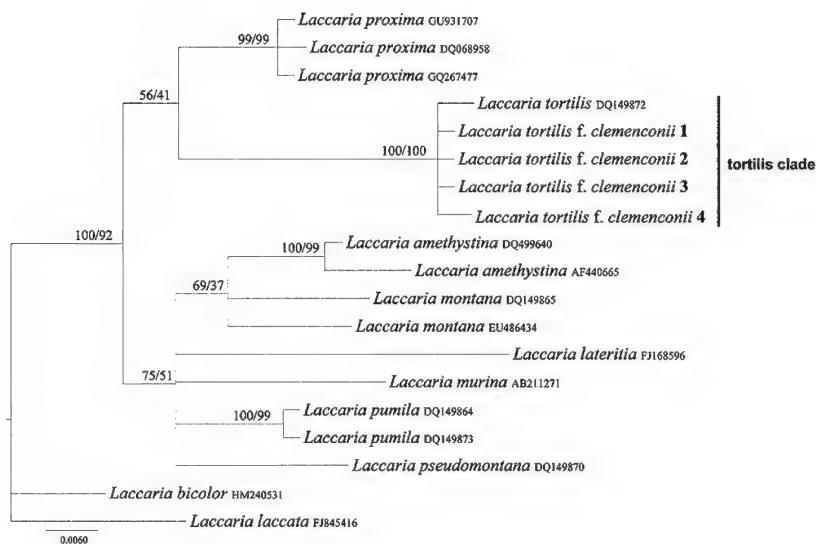 Laccaria proxima GU931707
99/99
Laccaria proxima DQ068958
Laccaria proxima GQ267477
56/41
Laccaria tortilis DQ149872
Laccaria tortilis f. clemenconii 1
100/100
Laccaria tortilis f. clemenconii 2
tortilis clade
Laccaria tortilis f. clemenconii 3
Laccaria tortilis f. clemenconii 4
100/92
100/99
Laccaria amethystina DQ499640
Laccaria amethystina AF440665
69/37
Laccaria montana DQ149865
Laccaria montana EU486434
Laccaria lateritia FJ168596
75/51
Laccaria murina AB211271
100/99
Laccaria pumila DQ149864
Laccaria pumila DQ149873
Laccaria pseudomontana DQ149870
Laccaria bicolor HM240531
Laccaria laccata FJ845416
0.0060